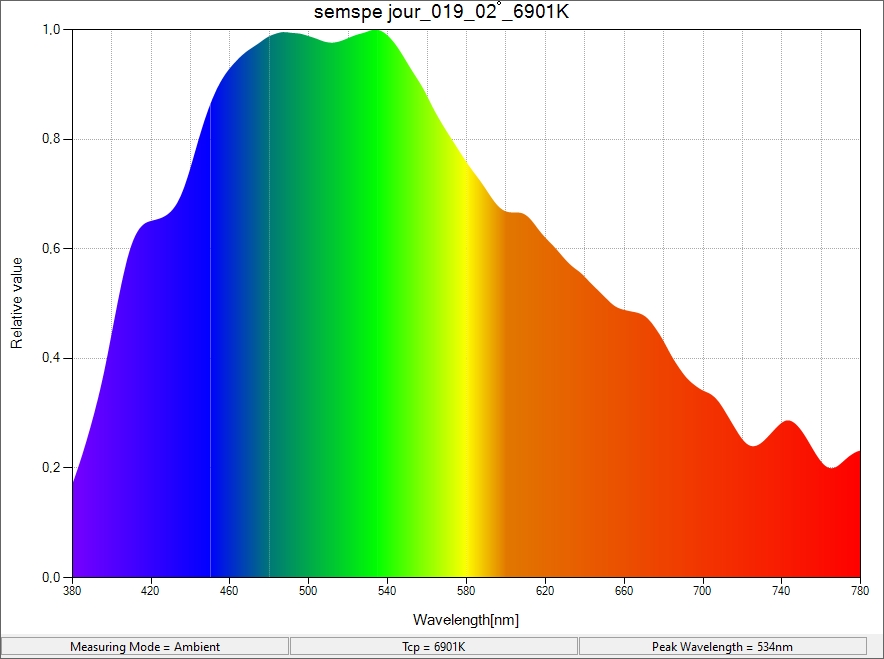 semspe jour_019_02°_6901K
1,0
0,8
0,6
0,4
0,2
0,0
Relative value
380 420 460 500 540 580 620 660 700 740 780
Wavelength[nm]
Measuring Mode = Ambient Tcp = 6901K Peak Wavelength = 534nm